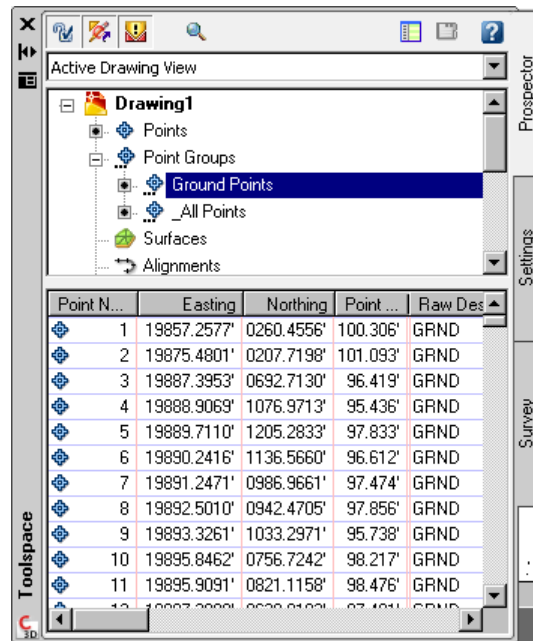 Active Drawing View
Drawing1
Points
Point Groups
Ground Points
_All Points
Surfaces
Alignments
Point N... Easting Northing Point ... Raw Des
1 19857.2577' 0260.4556' 100.306' GRND
2 19875.4801' 0207.7198' 101.093' GRND
3 19887.3953' 0692.7130' 96.419' GRND
4 19888.9069' 1076.9713' 95.436' GRND
5 19889.7110' 1205.2833' 97.833' GRND
6 19890.2416' 1136.5660' 96.612' GRND
7 19891.2471' 0986.9661' 97.474' GRND
8 19892.5010' 0942.4705' 97.856' GRND
9 19893.3261' 1033.2971' 95.738' GRND
10 19895.8462' 0756.7242' 98.217' GRND
11 19895.9091' 0821.1158' 98.476' GRND
Toolspace
C 3D
Prospector
Settings
Survey